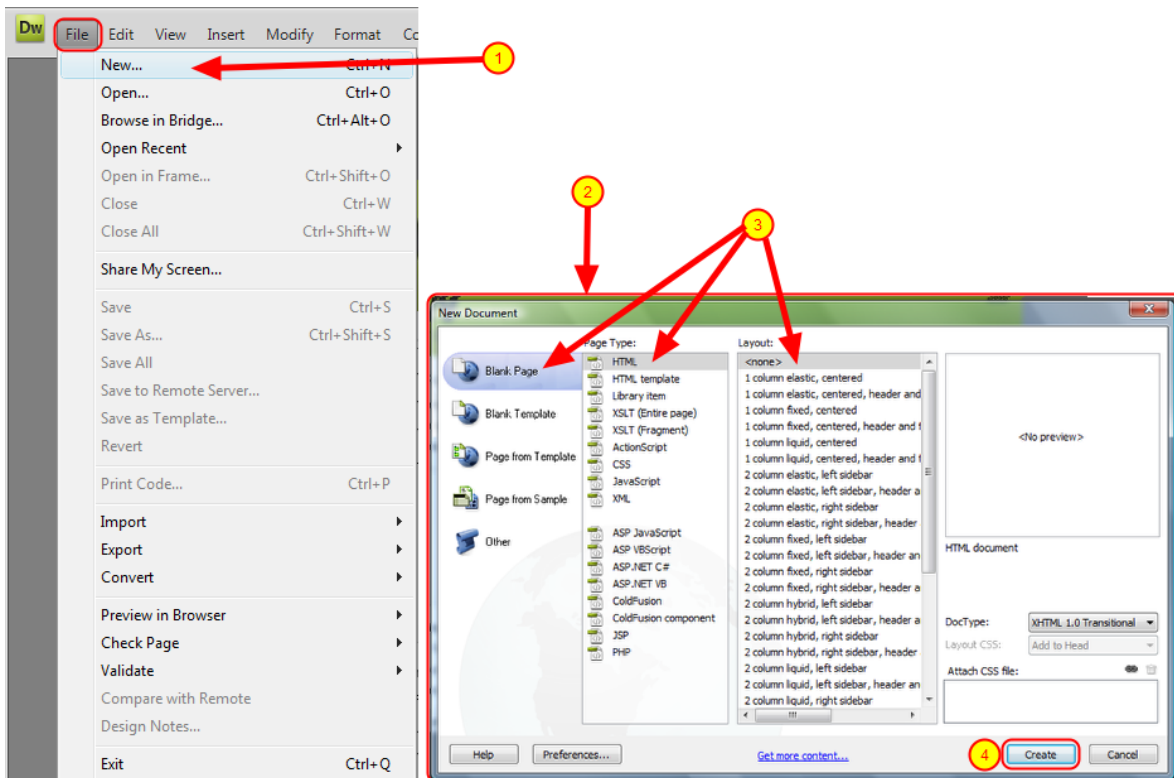 Dw
File Edit View Insert Modify Format Co
New... Ctrl+N
1
Open... Ctrl+O
Browse in Bridge... Ctrl+Alt+O
Open Recent
Open in Frame... Ctrl+Shift+O
Close Ctrl+W
Close All Ctrl+Shift+W
Share My Screen...
Save Ctrl+S
Save As... Ctrl+Shift+S
Save All
Save to Remote Server...
Save as Template...
Revert
Print Code... Ctrl+P
Import
Export
Convert
Preview in Browser
Check Page
Validate
Compare with Remote
Design Notes...
Exit Ctrl+Q
2
3
New Document
Blank Page
Blank Template
Page from Template
Page from Sample
Other
Page Type:
HTML
HTML template
Library item
XSLT (Entire page)
XSLT (Fragment)
ActionScript
CSS
JavaScript
XML
ASP JavaScript
ASP VBScript
ASP.NET C#
ASP.NET VB
ColdFusion
ColdFusion component
JSP
PHP
Layout:
<none>
1 column elastic, centered
1 column elastic, centered, header and
1 column fixed, centered
1 column fixed, centered, header and f
1 column liquid, centered
1 column liquid, centered, header and f
2 column elastic, left sidebar
2 column elastic, left sidebar, header a
2 column elastic, right sidebar
2 column elastic, right sidebar, header
2 column fixed, left sidebar
2 column fixed, left sidebar, header an
2 column fixed, right sidebar
2 column fixed, right sidebar, header a
2 column hybrid, left sidebar
2 column hybrid, left sidebar, header a
2 column hybrid, right sidebar
2 column hybrid, right sidebar, header
2 column liquid, left sidebar
2 column liquid, left sidebar, header an
2 column liquid, right sidebar
<No preview>
HTML document
DocType: XHTML 1.0 Transitional
Layout CSS: Add to Head
Attach CSS file:
Help Preferences... Get more content... 4 Create Cancel